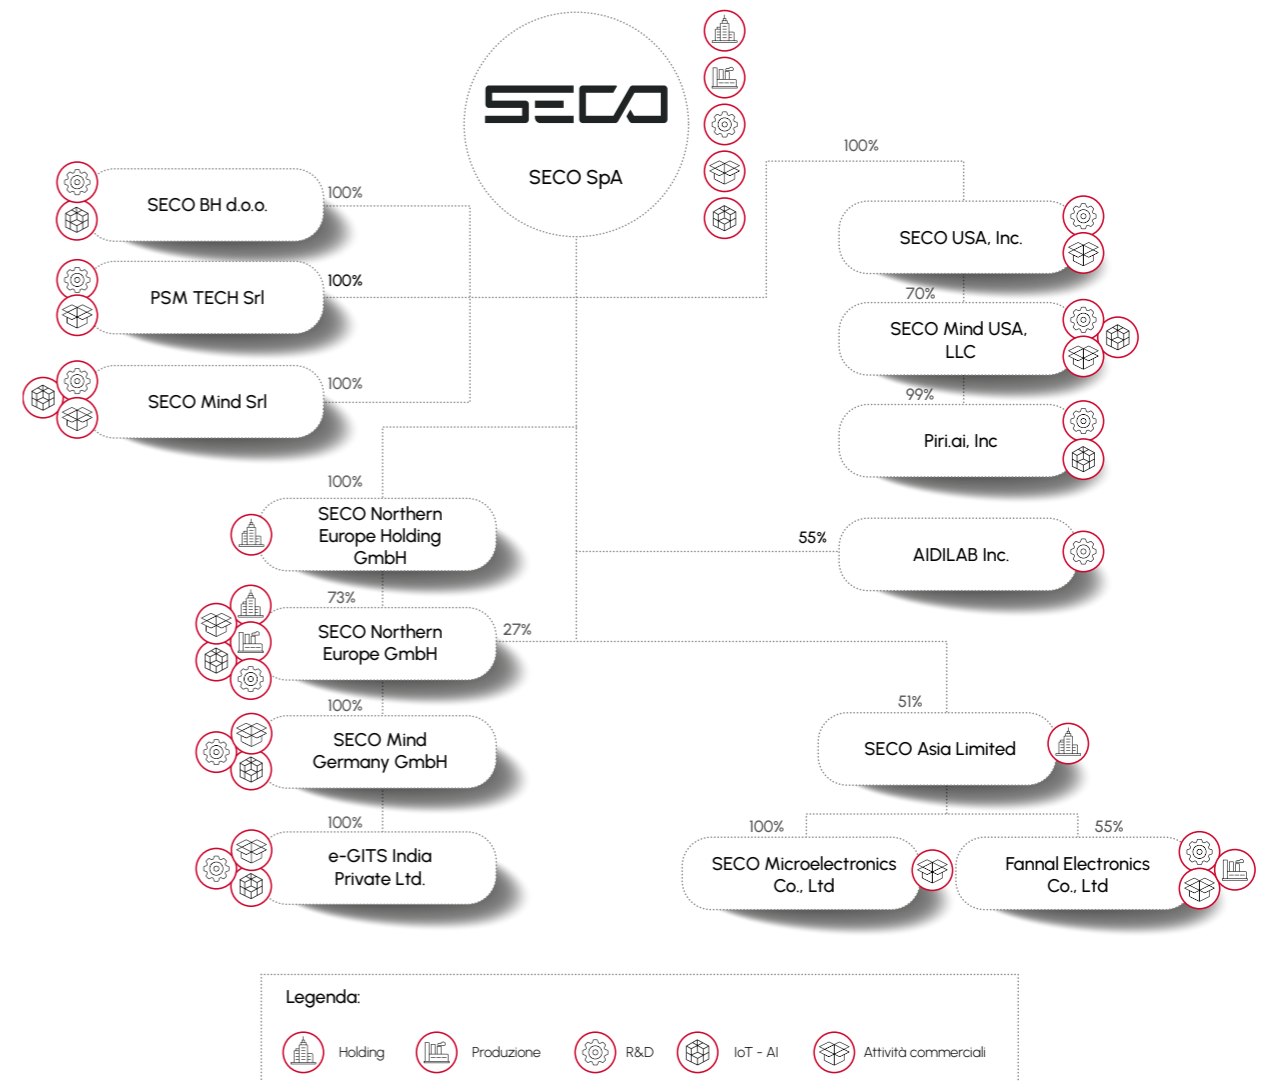 SECO
SECO SpA
100%
SECO BH d.o.o.
100%
PSM TECH Srl
100%
SECO Mind Srl
100%
SECO USA, Inc.
70%
SECO Mind USA,
LLC
99%
Piri.ai, Inc
55%
AIDILAB Inc.
100%
SECO Northern
Europe Holding
GmbH
73%
SECO Northern
Europe GmbH
27%
100%
SECO Mind
Germany GmbH
100%
e-GITS India
Private Ltd.
51%
SECO Asia Limited
100%
SECO Microelectronics
Co., Ltd
55%
Fannal Electronics
Co., Ltd
Legenda:
Holding
Produzione
R&D
IoT - AI
Attività commerciali